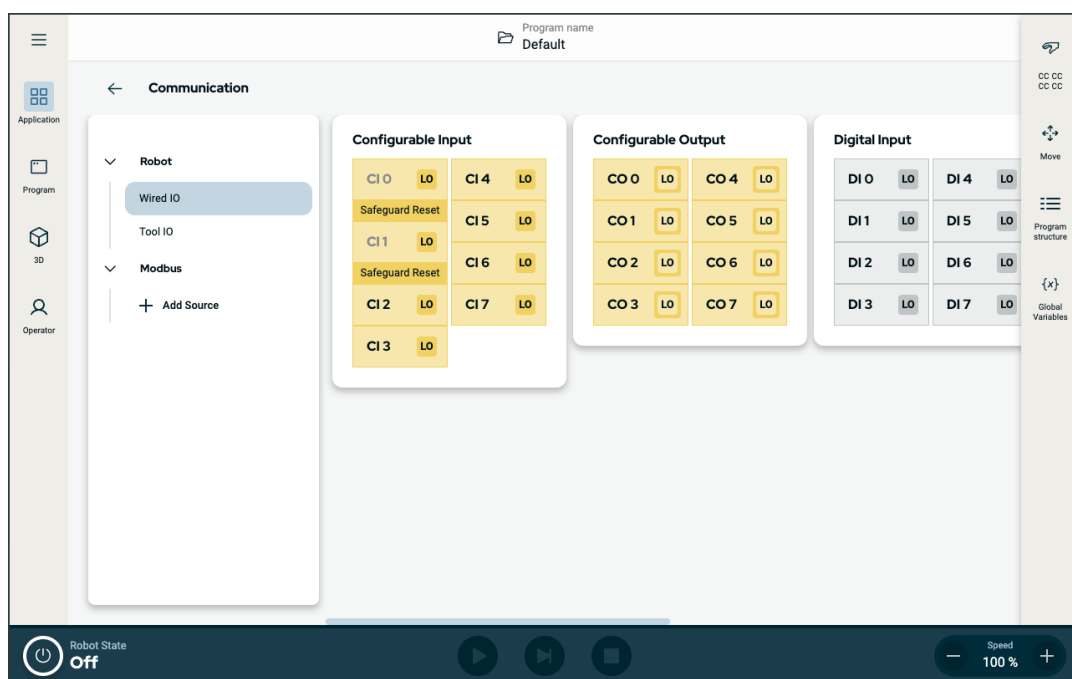 Program name
Default
Application
Program
3D
Operator
Communication
Robot
Wired IO
Tool IO
Modbus
Add Source
Configurable Input
CI 0 LO CI 4 LO
Safeguard Reset
CI 5 LO
CI 1 LO
CI 6 LO
Safeguard Reset
CI 2 LO CI 7 LO
CI 3 LO
Configurable Output
CO 0 LO CO 4 LO
CO 1 LO CO 5 LO
CO 2 LO CO 6 LO
CO 3 LO CO 7 LO
Digital Input
DI 0 LO DI 4 LO
DI 1 LO DI 5 LO
DI 2 LO DI 6 LO
DI 3 LO DI 7 LO
CC CC
CC CC
Move
Program
structure
{x}
Global
Variables
Robot State
Off
Speed
100 %